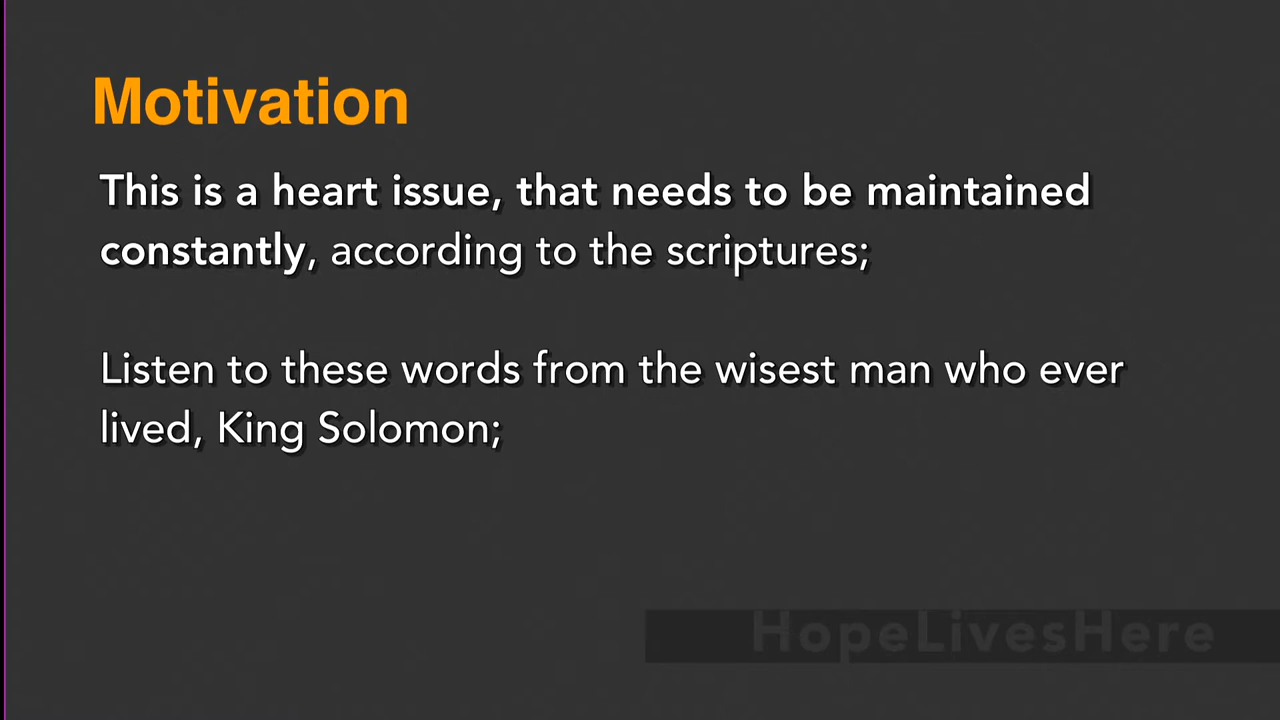 Motivation
This is a heart issue, that needs to be maintained
constantly, according to the scriptures;
Listen to these words from the wisest man who ever
lived, King Solomon;
HopeLivesHere